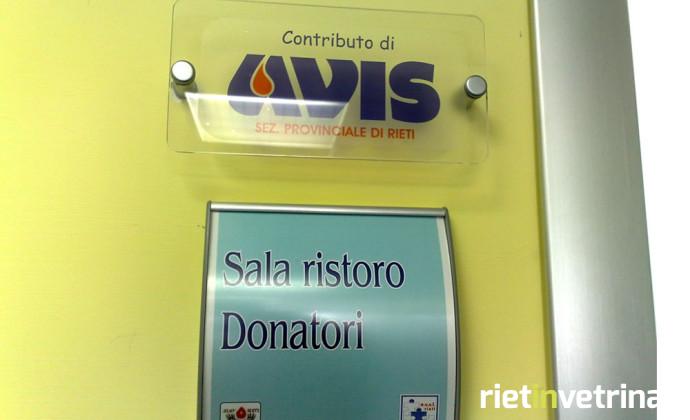 Contributo di
AVIS
SEZ. PROVINCIALE DI RIETI
Sala ristoro
Donatori
rietinvetrina